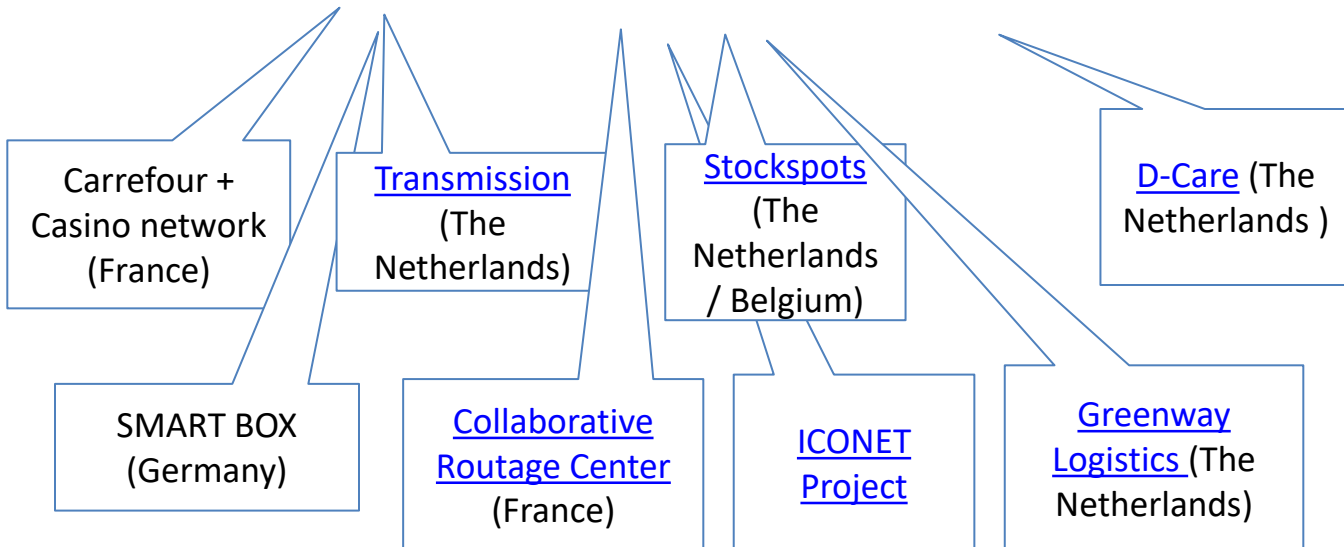 Carrefour +
Casino network
(France)
Transmission
(The
Netherlands)
Stockspots
(The
Netherlands
/ Belgium)
D-Care (The
Netherlands )
SMART BOX
(Germany)
Collaborative
Routage Center
(France)
ICONET
Project
Greenway
Logistics (The
Netherlands)